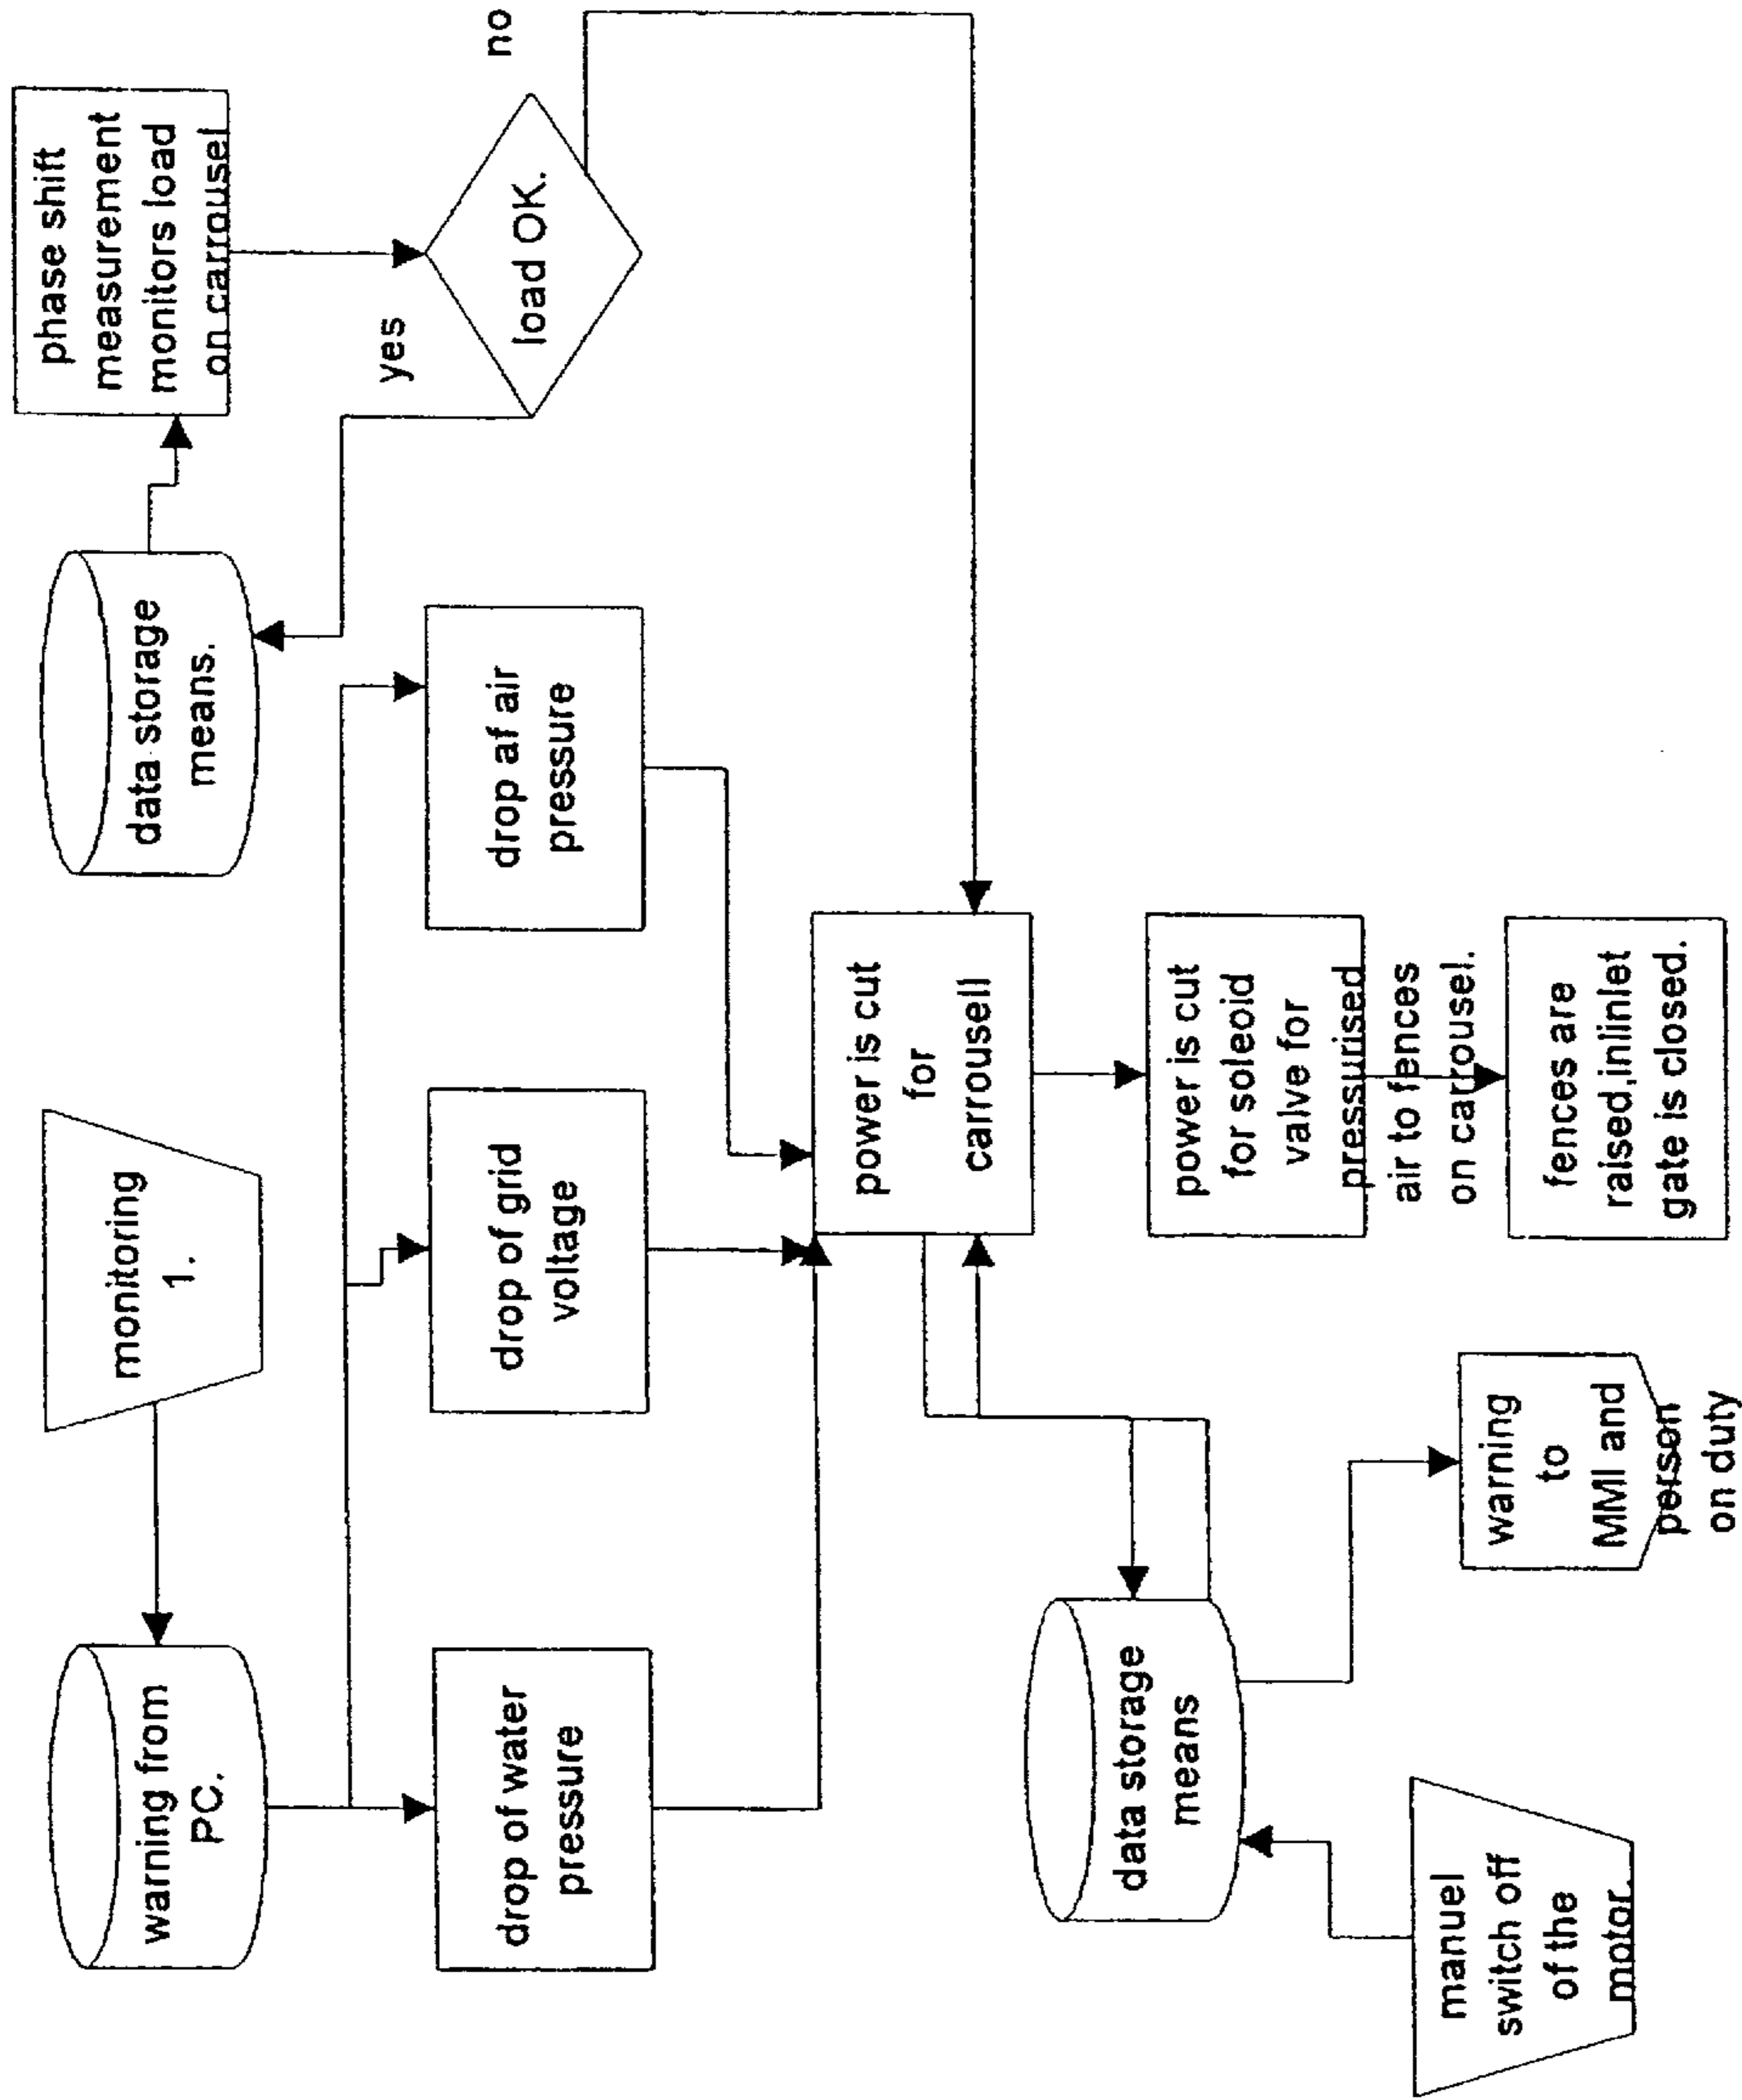 warning from
PC.
monitoring
1.
data storage
means.
phase shift
measurement
monitors load
on carrousel
drop of water
pressure
drop of grid
voltage
drop af air
pressure
yes
load OK.
no
power is cut
for
carrousell
data storage
means
power is cut
for soleoid
valve for
pressurised
air to fences
on carrousel.
manuel
switch off
of the
motor.
warning
to
MMI and
person
on duty
fences are
raised,inlinlet
gate is closed.